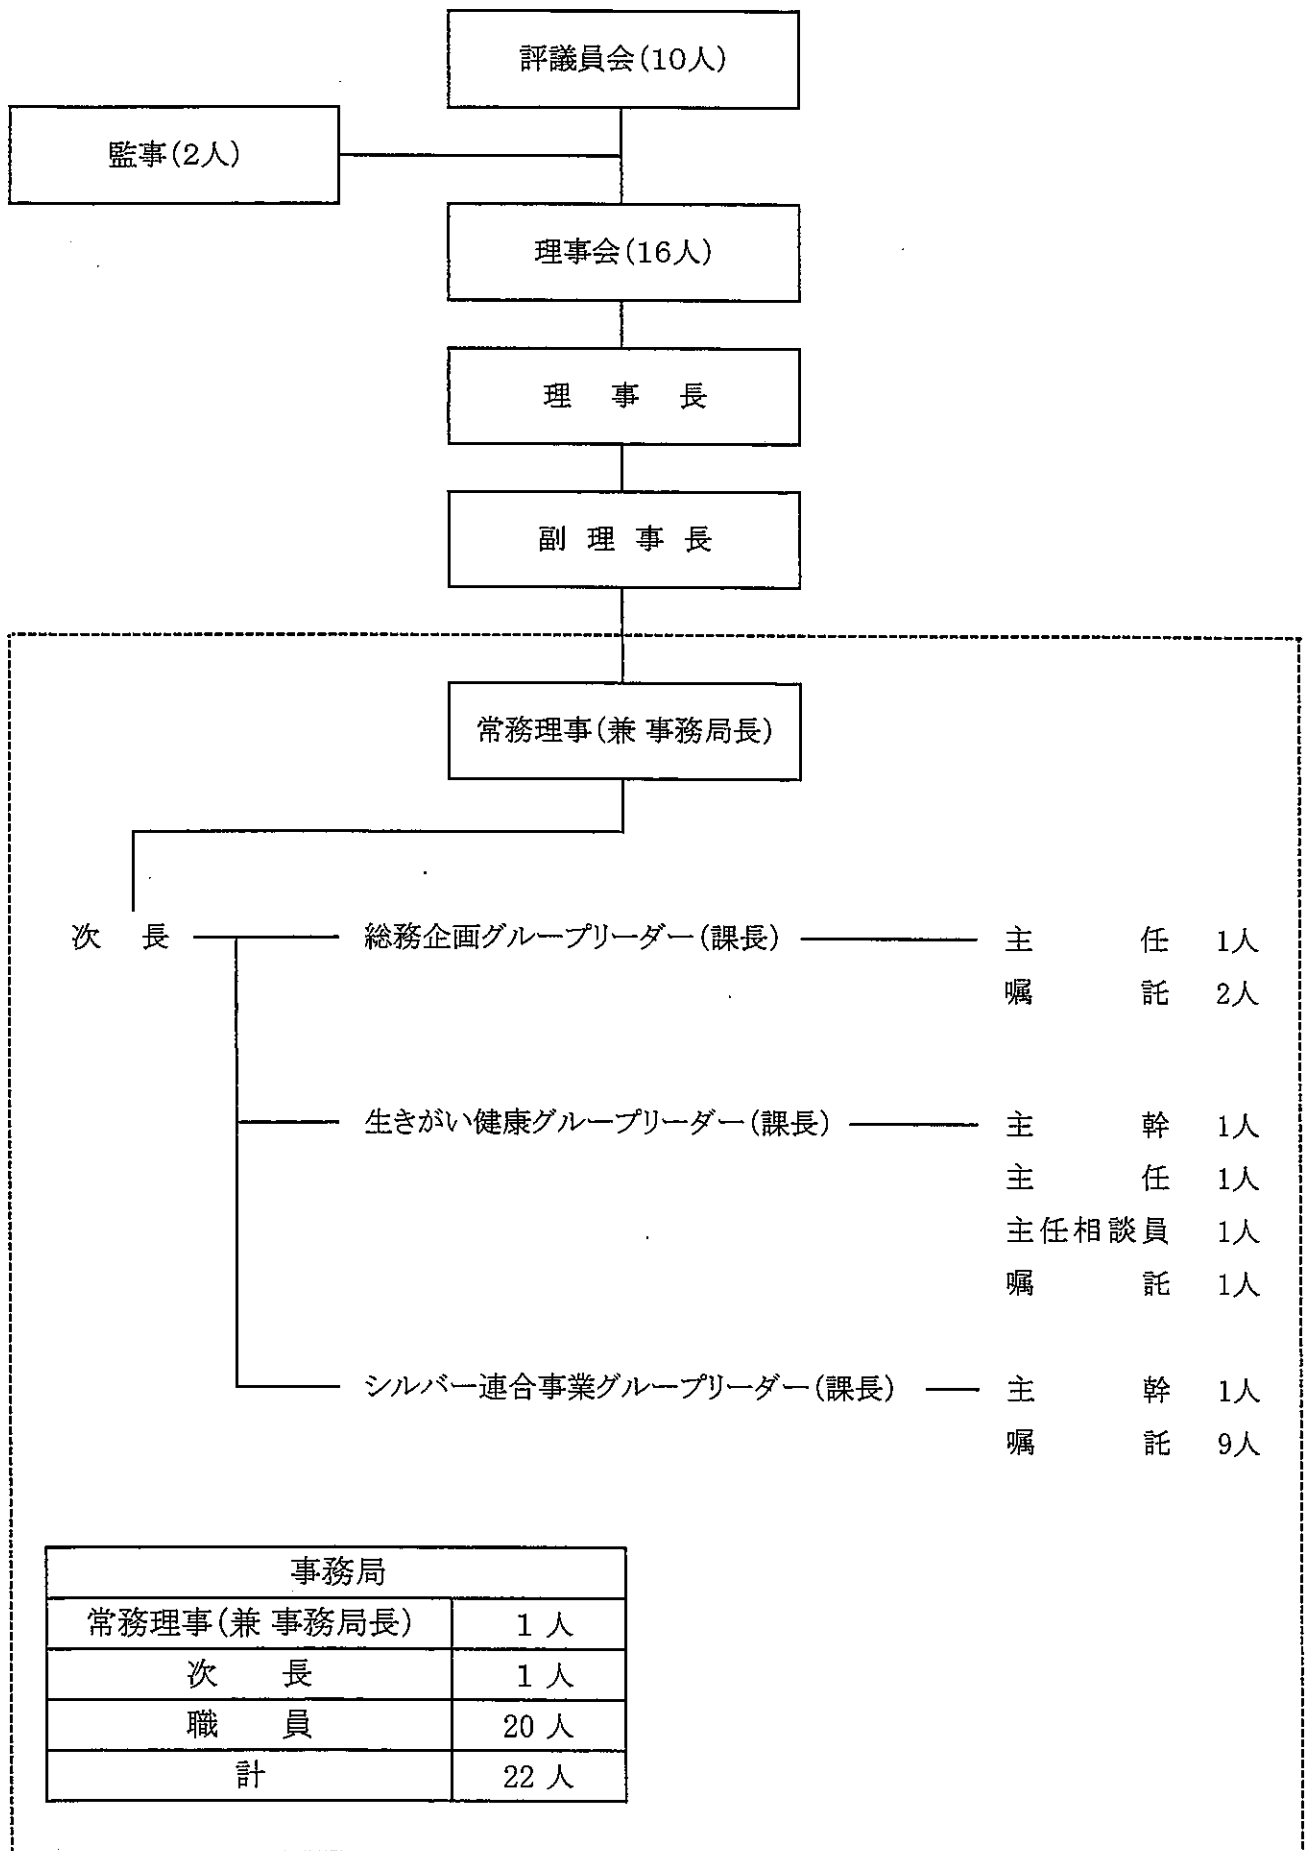 評議員会(10人)
監事(2人)
理事会(16人)
理 事 長
副 理 事 長
常務理事(兼 事務局長)
次 長 総務企画グループリーダー(課長) 主 任 1人
嘱 託 2人
生きがい健康グループリーダー(課長) 主 幹 1人
主 任 1人
主任相談員 1人
嘱 託 1人
シルバー連合事業グループリーダー(課長) 主 幹 1人
嘱 託 9人
事務局
常務理事(兼 事務局長) 1 人
次 長 1 人
職 員 20 人
計 22 人